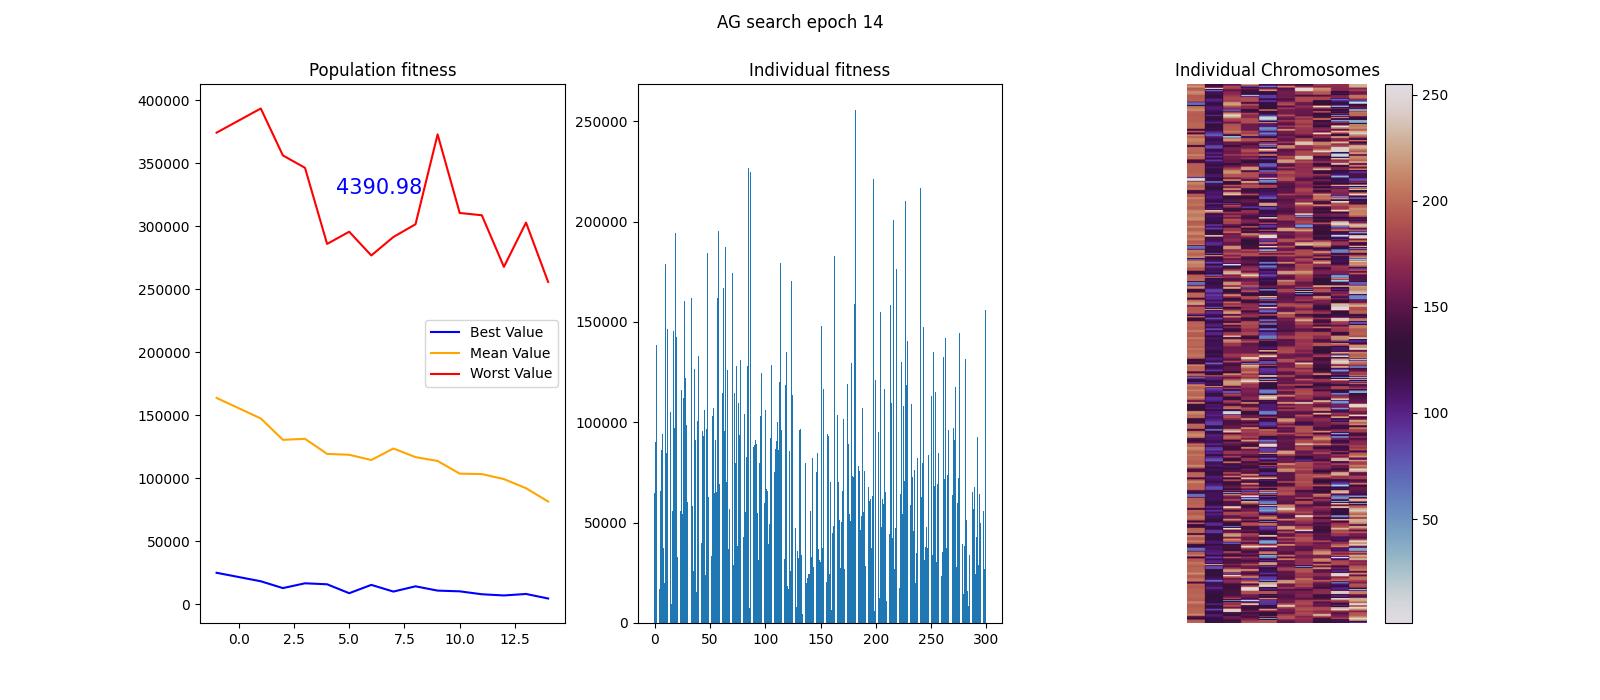 AG search epoch 14
Population fitness
400000
350000
300000
250000
200000
150000
100000
50000
0
4390.98
Best Value
Mean Value
Worst Value
0.0 2.5 5.0 7.5 10.0 12.5
Individual fitness
250000
200000
150000
100000
50000
0
0 50 100 150 200 250 300
Individual Chromosomes
250
200
150
100
50